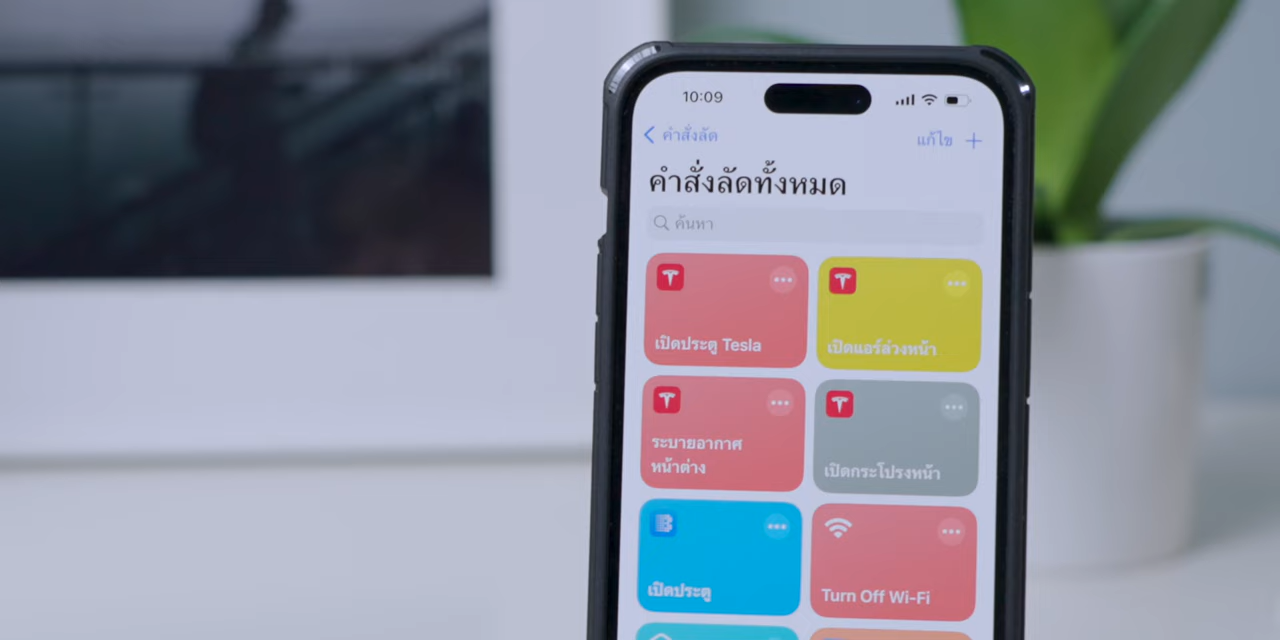 10:09
คำสั่งลัด
แก้ไข
คำสั่งลัดทั้งหมด
ค้นหา
เปิดประตู Tesla
เปิดแอร์ล่วงหน้า
ระบายอากาศ
หน้าต่าง
เปิดกระโปรงหน้า
เปิดประตู
Turn Off Wi-Fi